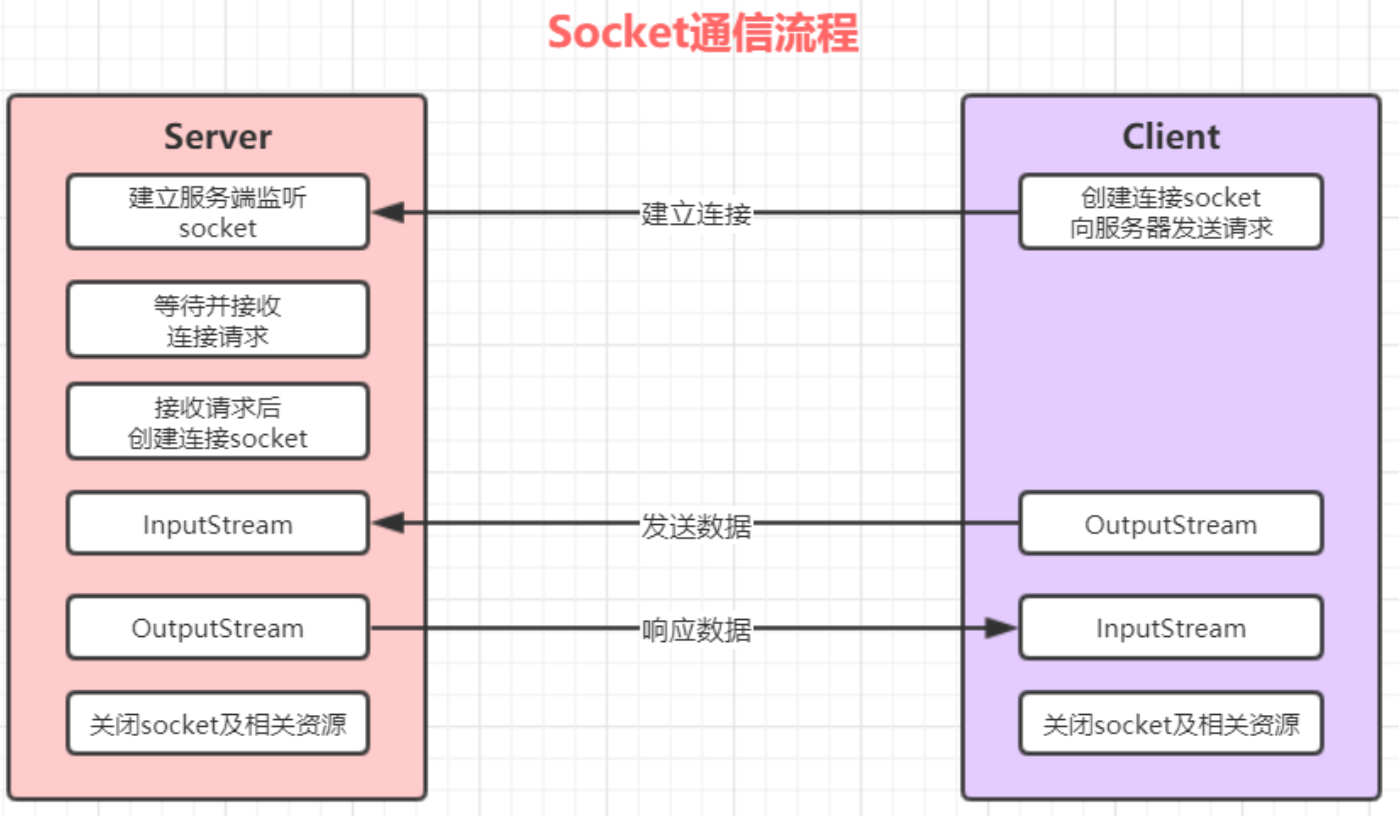 Socket通信流程
Server
建立服务端监听
socket
等待并接收
连接请求
接收请求后
创建连接socket
InputStream
OutputStream
关闭socket及相关资源
建立连接
发送数据
响应数据
Client
创建连接socket
向服务器发送请求
OutputStream
InputStream
关闭socket及相关资源